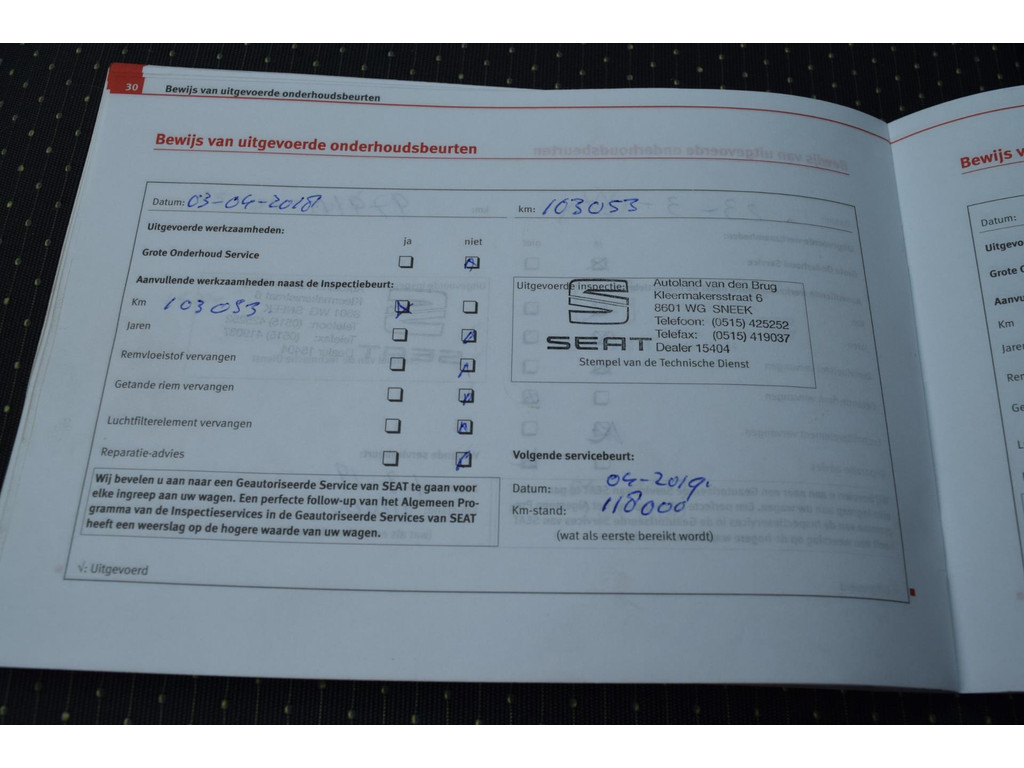 30
Bewijs van uitgevoerde onderhoudsbeurten
Bewijs van uitgevoerde onderhoudsbeurten
Datum: 03-04-2018
km: 103053
Uitgevoerde werkzaamheden:
ja niet
Grote Onderhoud Service
Aanvullende werkzaamheden naast de Inspectiebeurt:
Km 103053
Jaren
Remvloeistof vervangen
Getande riem vervangen
Luchtfilterelement vervangen
Reparatie-advies
Wij bevelen u aan naar een Geautoriseerde Service van SEAT te gaan voor
elke ingreep aan uw wagen. Een perfecte follow-up van het Algemeen Pro-
gramma van de Inspectieservices in de Geautoriseerde Services van SEAT
heeft een weerslag op de hogere waarde van uw wagen.
√: Uitgevoerd
Uitgevoerde inspectie:
SEAT
Autoland van den Brug
Kleermakersstraat 6
8601 WG SNEEK
Telefoon: (0515) 425252
Telefax: (0515) 419037
Dealer 15404
Stempel van de Technische Dienst
Volgende servicebeurt:
Datum: 04-2019.
Km-stand: 118000
(wat als eerste bereikt wordt)
Bewijs
Datum:
Km